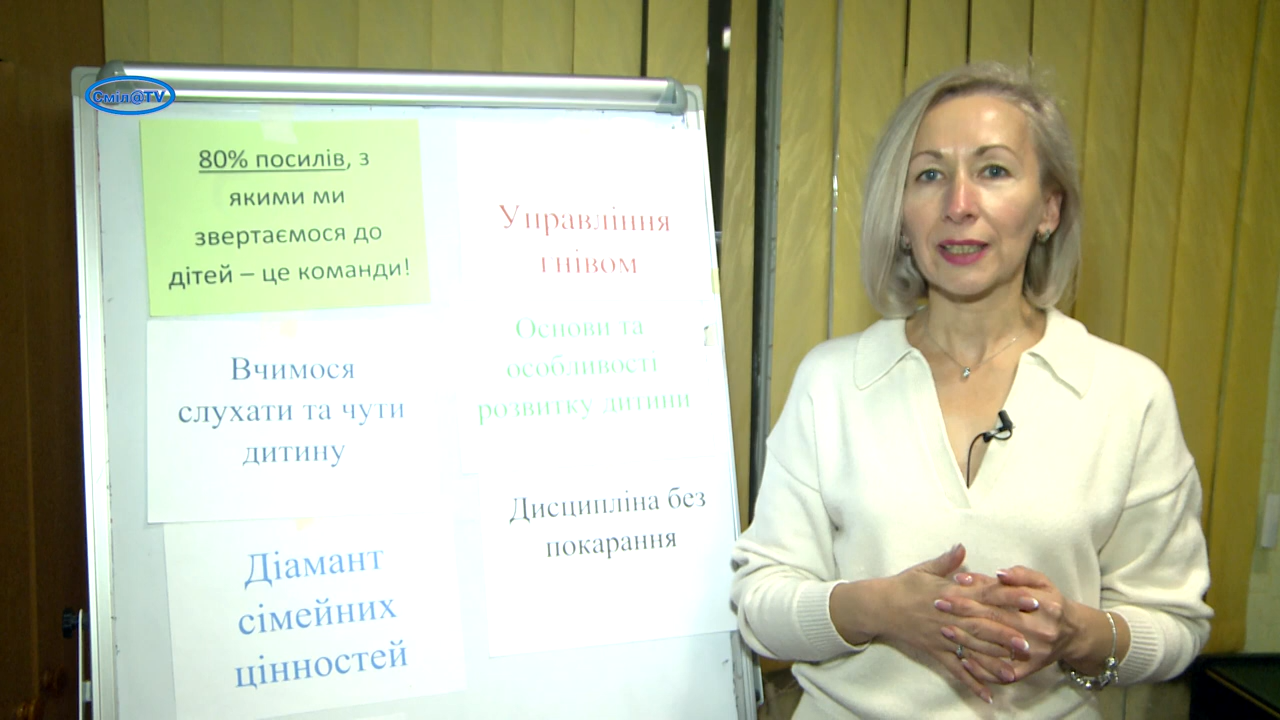 Сміл@TV
80% посилів, з
якими ми
звертаємося до
дітей – це команди!
Вчимося
слухати та чути
дитину
Діамант
сімейних
цінностей
Управління
гнівом
Основи та
особливості
розвитку дитини
Дисципліна без
покарання